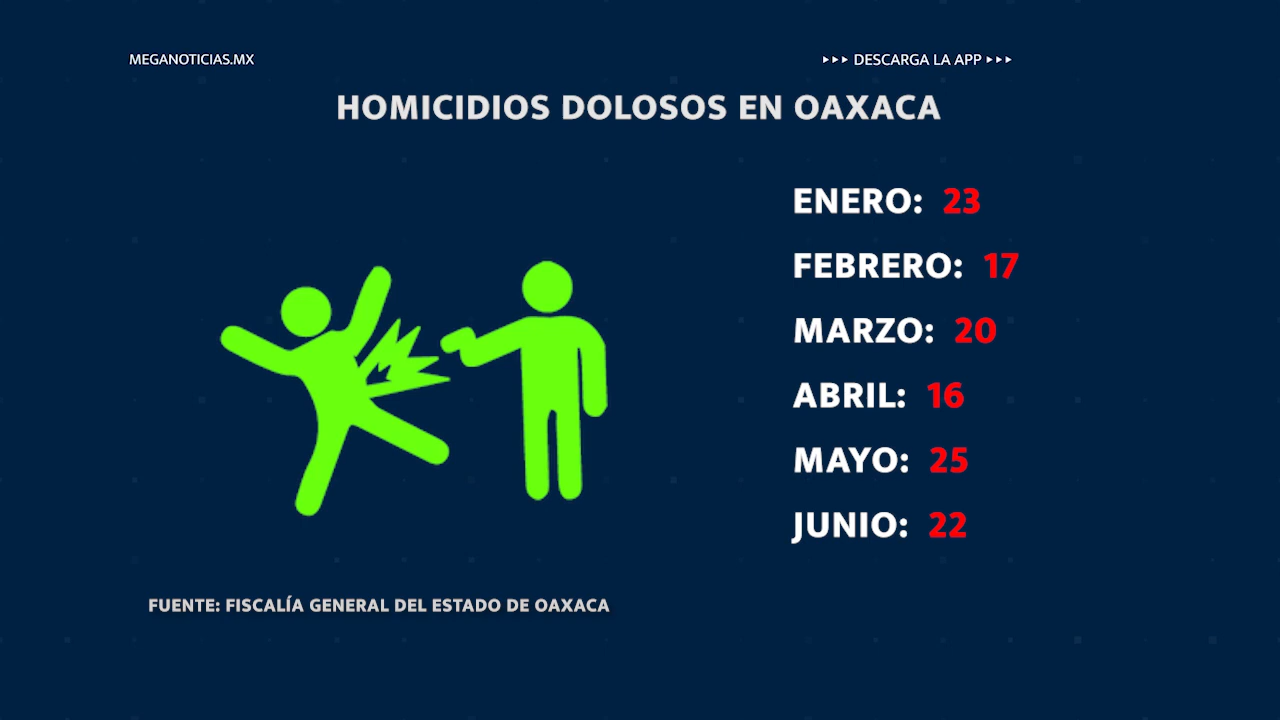 MEGANOTICIAS.MX
DESCARGA LA APP
HOMICIDIOS DOLOSOS EN OAXACA
ENERO: 23
FEBRERO: 17
MARZO: 20
ABRIL: 16
MAYO: 25
JUNIO: 22
FUENTE: FISCALÍA GENERAL DEL ESTADO DE OAXACA